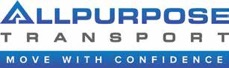 ALLPURPOSE
TRANSPORT
MOVE WITH CONFIDENCE